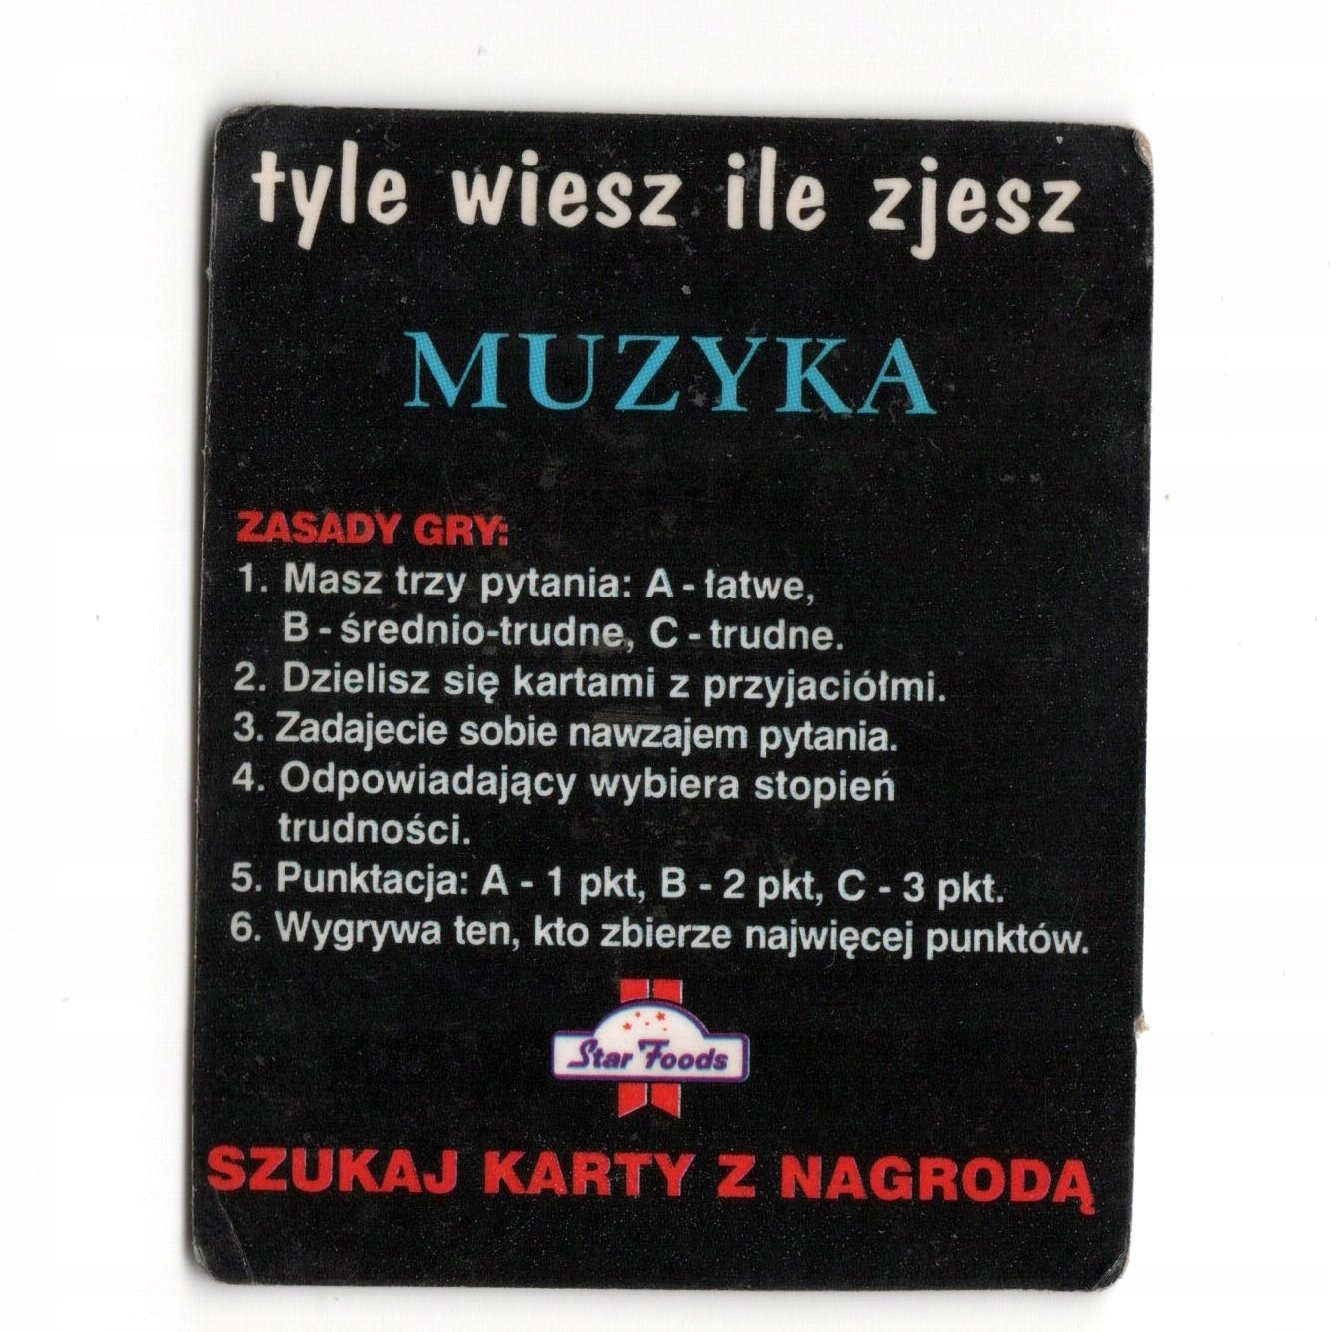 tyle wiesz ile zjesz
MUZYKA
ZASADY GRY:
1. Masz trzy pytania: A - łatwe,
B - średnio-trudne, C - trudne.
2. Dzielisz się kartami z przyjaciółmi.
3. Zadajecie sobie nawzajem pytania.
4. Odpowiadający wybiera stopień
trudności.
5. Punktacja: A - 1 pkt, B - 2 pkt, C - 3 pkt.
6. Wygrywa ten, kto zbierze najwięcej punktów.
Star Foods
SZUKAJ KARTY Z NAGRODĄ